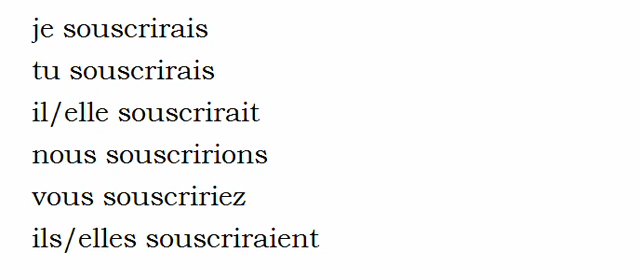 je souscrirais
tu souscrirais
il/elle souscrirait
nous souscririons
vous souscririez
ils/elles souscriraient